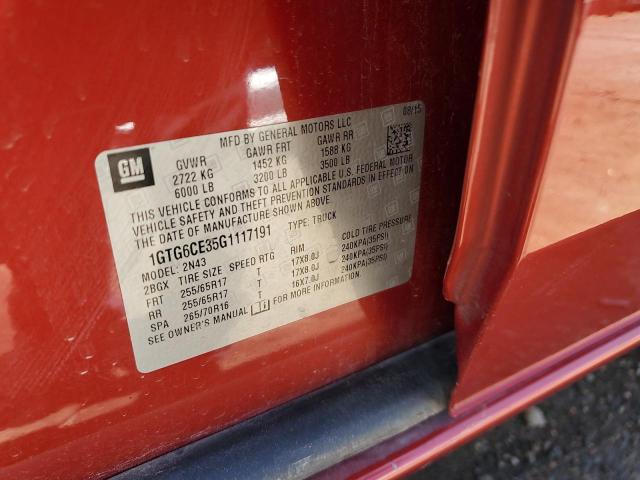 08/15
MFD BY GENERAL MOTORS LLC
GM GVWR GAWR FRT GAWR RR
2722 KG 1452 KG 1588 KG
6000 LB 3200 LB 3500 LB
THIS VEHICLE CONFORMS TO ALL APPLICABLE U.S. FEDERAL MOTOR
VEHICLE SAFETY AND THEFT PREVENTION STANDARDS IN EFFECT ON
THE DATE OF MANUFACTURE SHOWN ABOVE.
1GTG6CE35G1117191 TYPE: TRUCK
MODEL: 2N43
2BGX TIRE SIZE SPEED RTG RIM COLD TIRE PRESSURE
FRT 255/65R17 T 17X8.0J 240KPA(35PSI)
RR 255/65R17 T 17X8.0J 240KPA(35PSI)
SPA 265/70R16 T 16X7.0J 240KPA(35PSI)
SEE OWNER'S MANUAL FOR MORE INFORMATION.